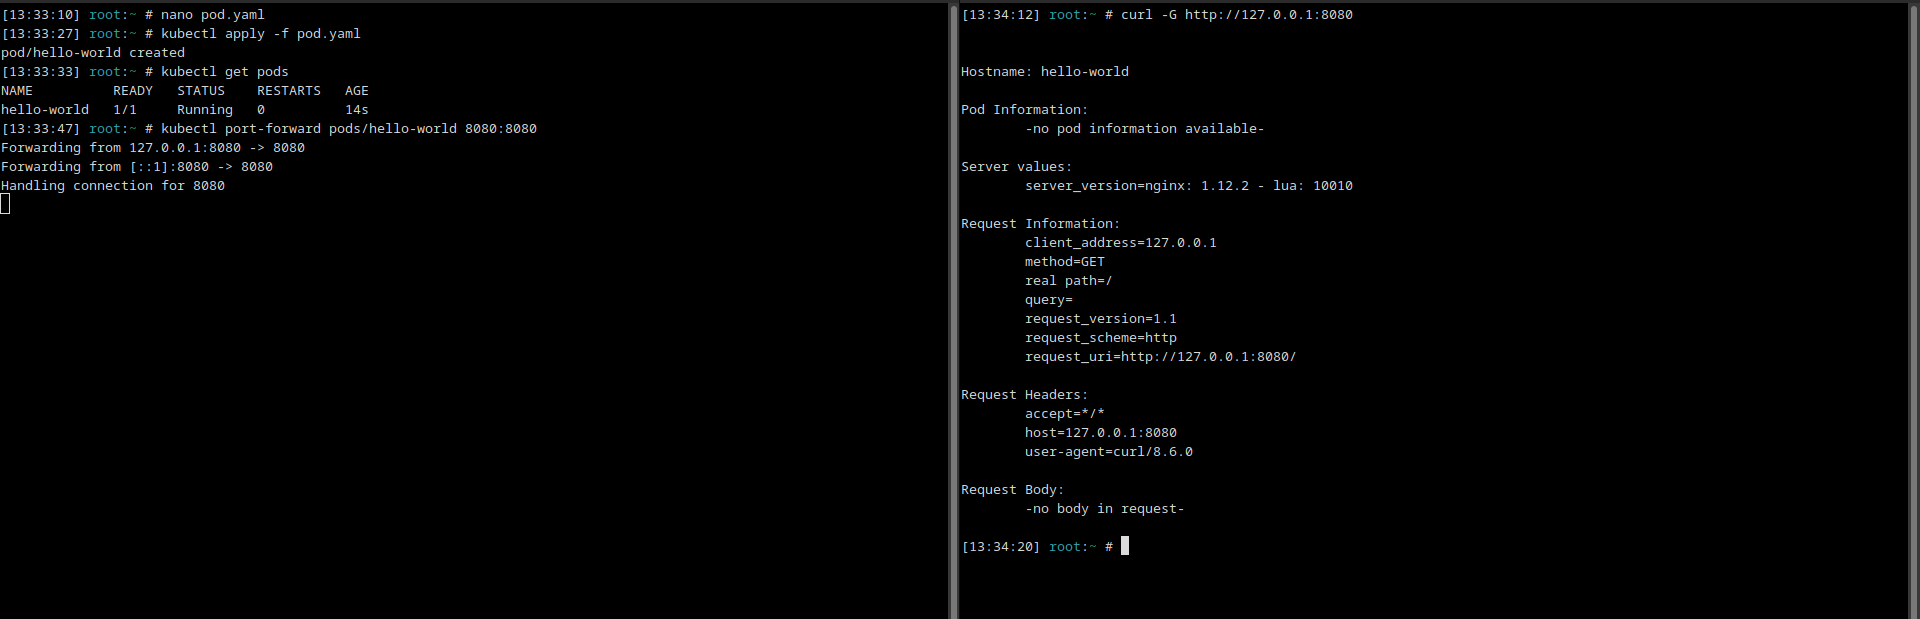 [13:33:10] root:~ # nano pod.yaml
[13:33:27] root:~ # kubectl apply -f pod.yaml
pod/hello-world created
[13:33:33] root:~ # kubectl get pods
NAME          READY   STATUS    RESTARTS   AGE
hello-world   1/1     Running   0          14s
[13:33:47] root:~ # kubectl port-forward pods/hello-world 8080:8080
Forwarding from 127.0.0.1:8080 -> 8080
Forwarding from [::1]:8080 -> 8080
Handling connection for 8080
[13:34:12] root:~ # curl -G http://127.0.0.1:8080
Hostname: hello-world
Pod Information:
-no pod information available-
Server values:
server_version=nginx: 1.12.2 - lua: 10010
Request Information:
client_address=127.0.0.1
method=GET
real path=/
query=
request_version=1.1
request_scheme=http
request_uri=http://127.0.0.1:8080/
Request Headers:
accept=*/*
host=127.0.0.1:8080
user-agent=curl/8.6.0
Request Body:
-no body in request-
[13:34:20] root:~ #